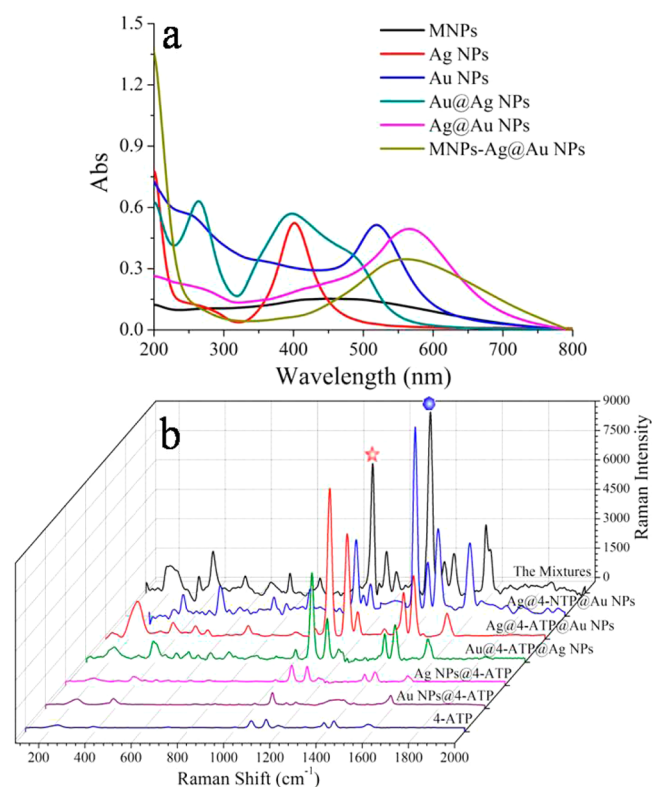 a
1.5
1.2
0.9
0.6
0.3
0.0
Abs
200 300 400 500 600 700 800
Wavelength (nm)
MNPs
Ag NPs
Au NPs
Au@Ag NPs
Ag@Au NPs
MNPs-Ag@Au NPs
b
9000
7500
6000
4500
3000
1500
0
Raman Intensity
The Mixtures
Ag@4-NTP@Au NPs
Ag@4-ATP@Au NPs
Au@4-ATP@Ag NPs
Ag NPs@4-ATP
Au NPs@4-ATP
4-ATP
200 400 600 800 1000 1200 1400 1600 1800 2000
Raman Shift (cm-1)